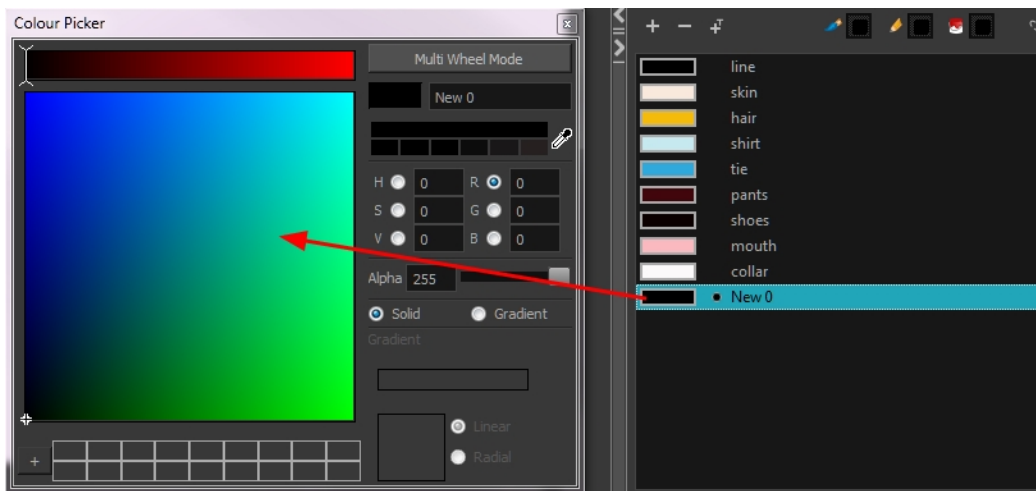 Colour Picker
Multi Wheel Mode
New 0
H 0 R 0
S 0 G 0
V 0 B 0
Alpha 255
Solid Gradient
Gradient
Linear
Radial
line
skin
hair
shirt
tie
pants
shoes
mouth
collar
New 0